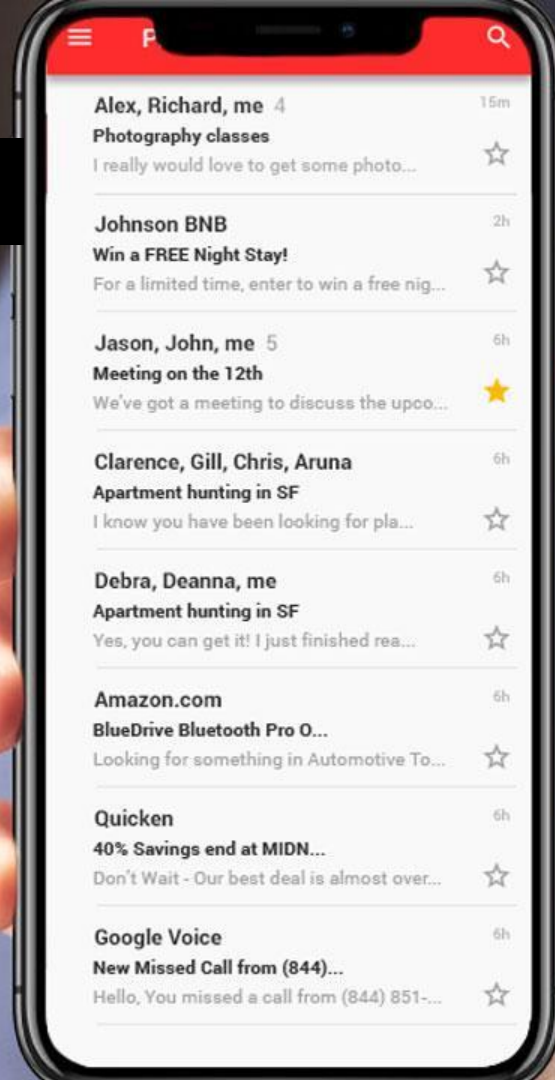 Alex, Richard, me 4 15m
Photography classes
I really would love to get some photo...
Johnson BNB 2h
Win a FREE Night Stay!
For a limited time, enter to win a free nig...
Jason, John, me 5 6h
Meeting on the 12th
We've got a meeting to discuss the upco...
Clarence, Gill, Chris, Aruna 6h
Apartment hunting in SF
I know you have been looking for pla...
Debra, Deanna, me 6h
Apartment hunting in SF
Yes, you can get it! I just finished rea...
Amazon.com 6h
BlueDrive Bluetooth Pro O...
Looking for something in Automotive To...
Quicken 6h
40% Savings end at MIDN...
Don't Wait - Our best deal is almost over...
Google Voice 6h
New Missed Call from (844)...
Hello, You missed a call from (844) 851-...